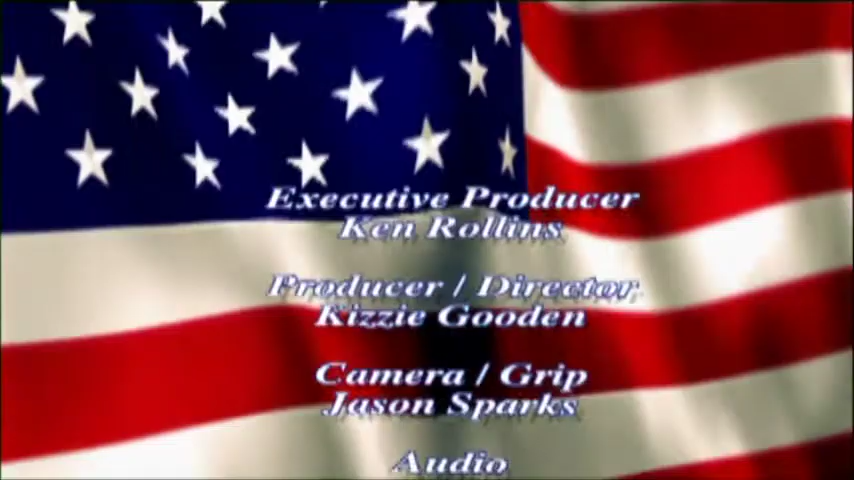 Executive Producer
Ken Rollins
Producer / Director
Kizzie Gooden
Camera / Grip
Jason Sparks
Audio